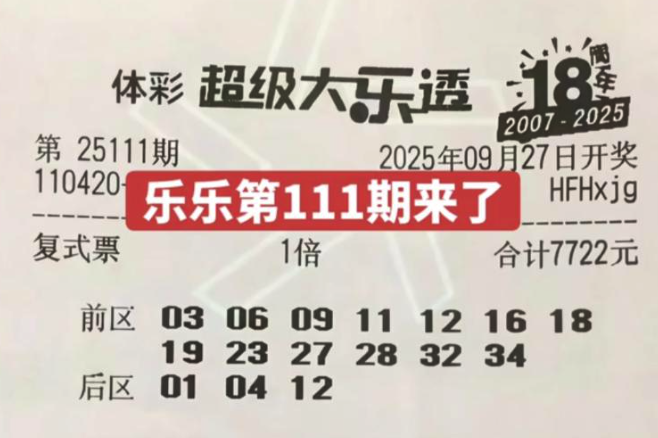 体彩 超级大乐透 18周年
2007-2025
第 25111期 2025年09月27日开奖
110420- HFHxjg
乐乐第111期来了
复式票 1倍 合计7722元
前区 03 06 09 11 12 16 18
19 23 27 28 32 34
后区 01 04 12